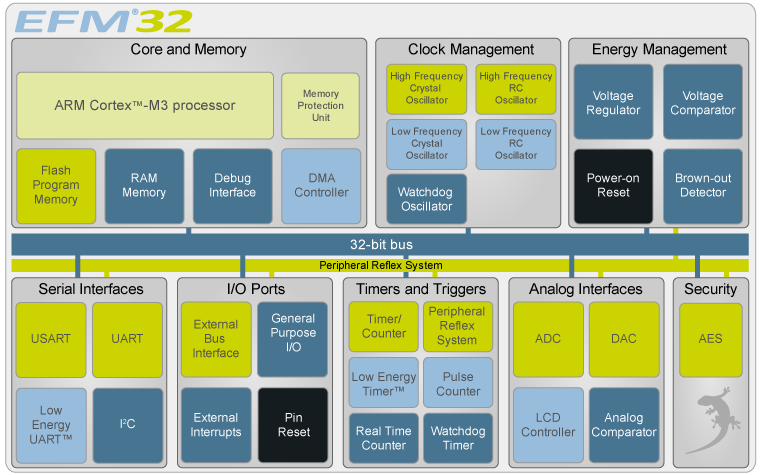 EFM®32
Core and Memory
ARM Cortex™-M3 processor
Memory
Protection
Unit
Flash
Program
Memory
RAM
Memory
Debug
Interface
DMA
Controller
Clock Management
High Frequency
Crystal
Oscillator
High Frequency
RC
Oscillator
Low Frequency
Crystal
Oscillator
Low Frequency
RC
Oscillator
Watchdog
Oscillator
Energy Management
Voltage
Regulator
Voltage
Comparator
Power-on
Reset
Brown-out
Detector
32-bit bus
Peripheral Reflex System
Serial Interfaces
USART
UART
Low
Energy
UART™
I²C
I/O Ports
External
Bus
Interface
General
Purpose
I/O
External
Interrupts
Pin
Reset
Timers and Triggers
Timer/
Counter
Peripheral
Reflex
System
Low Energy
Timer™
Pulse
Counter
Real Time
Counter
Watchdog
Timer
Analog Interfaces
ADC
DAC
LCD
Controller
Analog
Comparator
Security
AES